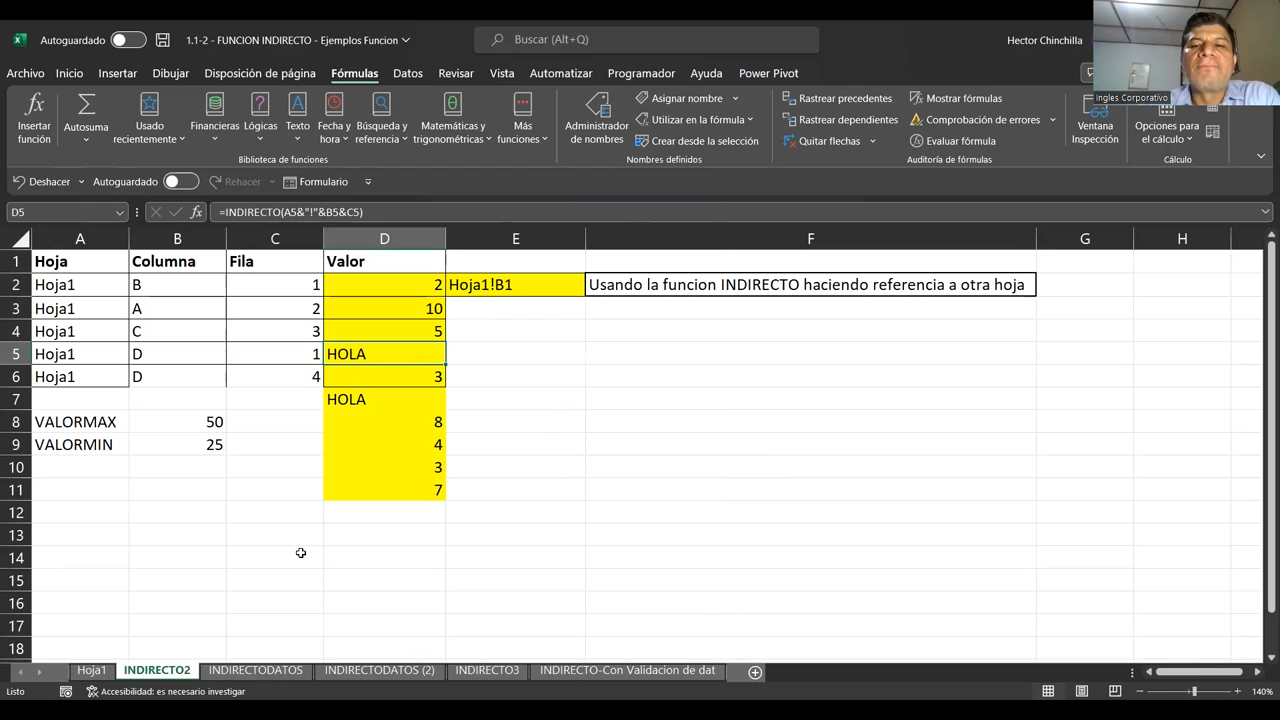 Autoguardado
1.1-2 - FUNCION INDIRECTO - Ejemplos Funcion
Buscar (Alt+Q)
Hector Chinchilla
Archivo Inicio Insertar Dibujar Disposición de página Fórmulas Datos Revisar Vista Automatizar Programador Ayuda Power Pivot
Ingles Corporativo
Insertar función
Autosuma
Usado recientemente
Financieras
Lógicas
Texto
Fecha y hora
Búsqueda y referencia
Matemáticas y trigonométricas
Más funciones
Biblioteca de funciones
Administrador de nombres
Asignar nombre
Utilizar en la fórmula
Crear desde la selección
Nombres definidos
Rastrear precedentes
Rastrear dependientes
Quitar flechas
Mostrar fórmulas
Comprobación de errores
Evaluar fórmula
Auditoría de fórmulas
Ventana Inspección
Opciones para el cálculo
Cálculo
Deshacer Autoguardado Rehacer Formulario
D5 fx =INDIRECTO(A5&"!"&B5&C5)
A B C D E F G H
1 Hoja Columna Fila Valor
2 Hoja1 B 1 2 Hoja1!B1 Usando la funcion INDIRECTO haciendo referencia a otra hoja
3 Hoja1 A 2 10
4 Hoja1 C 3 5
5 Hoja1 D 1 HOLA
6 Hoja1 D 4 3
7 HOLA
8 VALORMAX 50 8
9 VALORMIN 25 4
10 3
11 7
12
13
14
15
16
17
18
Hoja1 INDIRECTO2 INDIRECTODATOS INDIRECTODATOS (2) INDIRECTO3 INDIRECTO-Con Validacion de dat
Listo Accesibilidad: es necesario investigar 140%